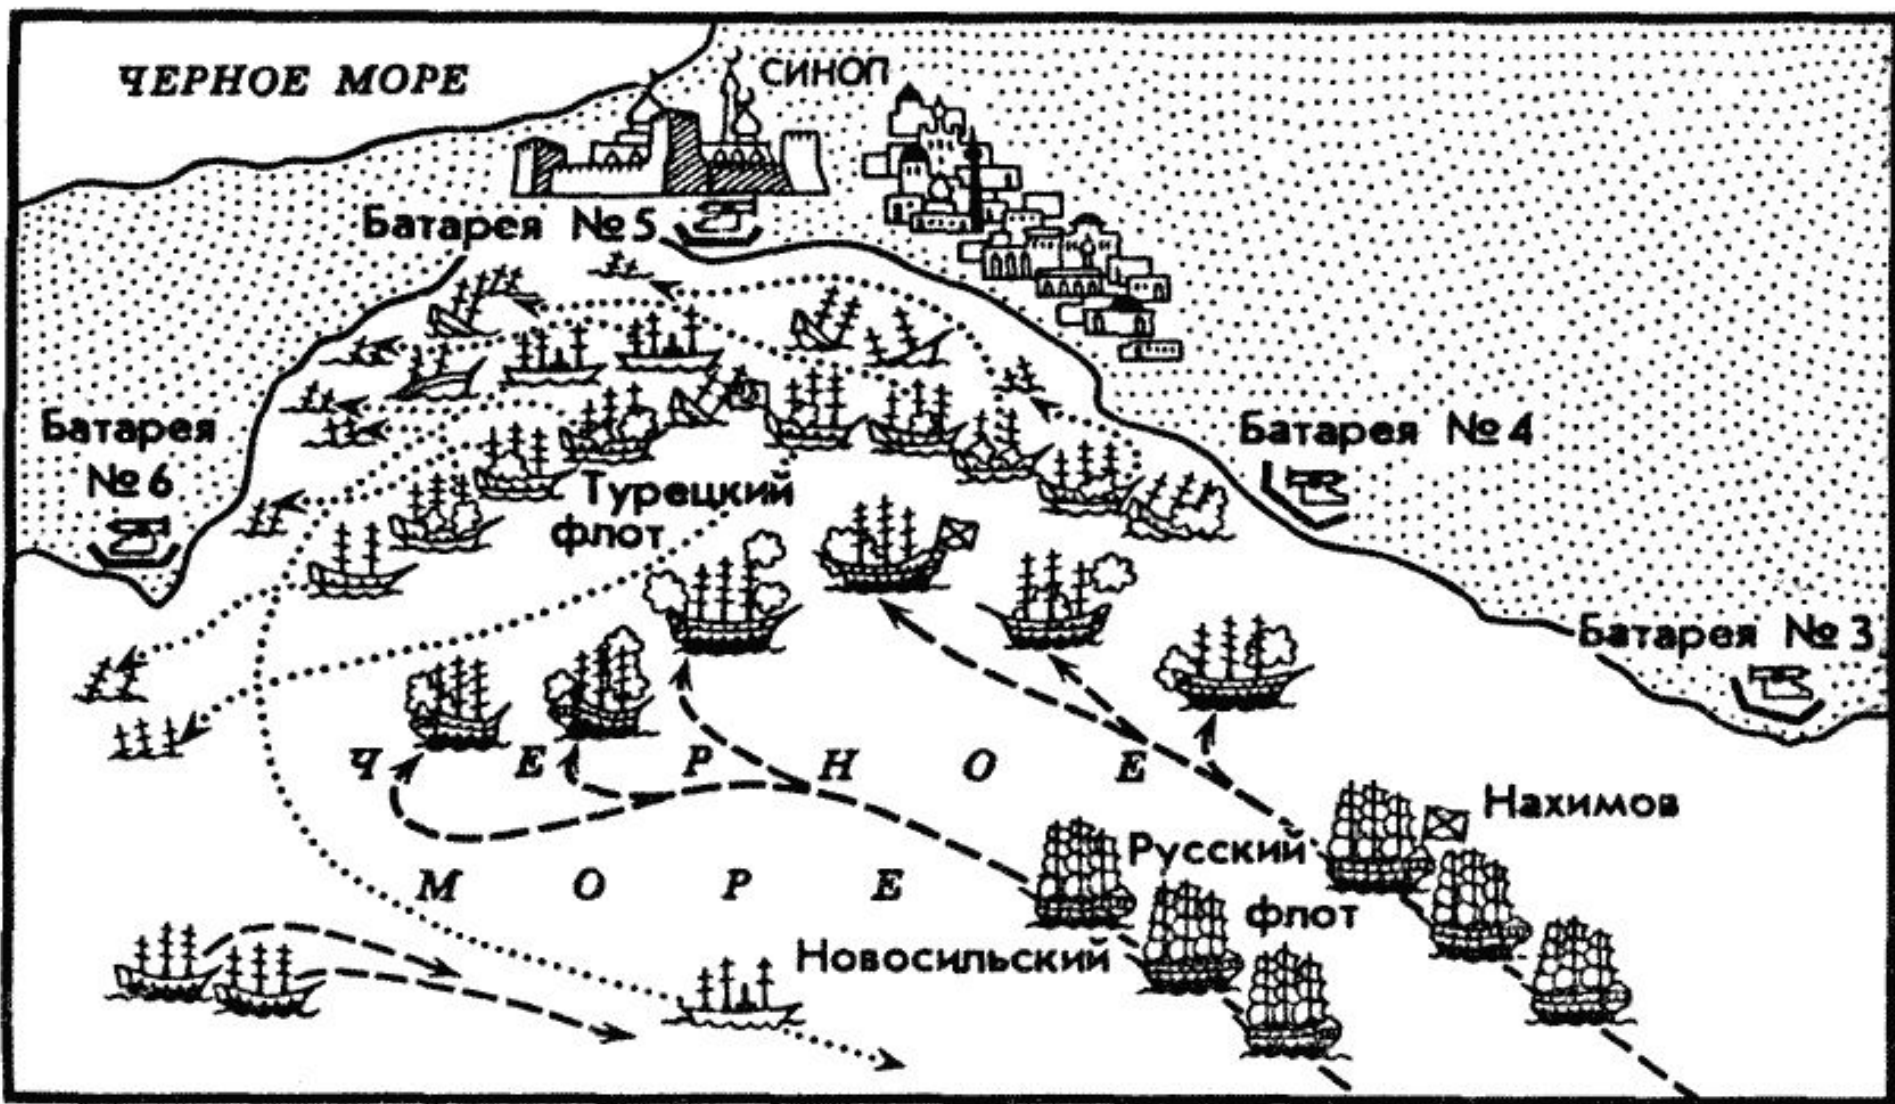 ЧЕРНОЕ МОРЕ
СИНОП
Батарея №5
Батарея
№6
Батарея №4
Турецкий
флот
Батарея №3
Ч Е Р Н О Е
Нахимов
Русский
флот
М О Р Е
Новосильский